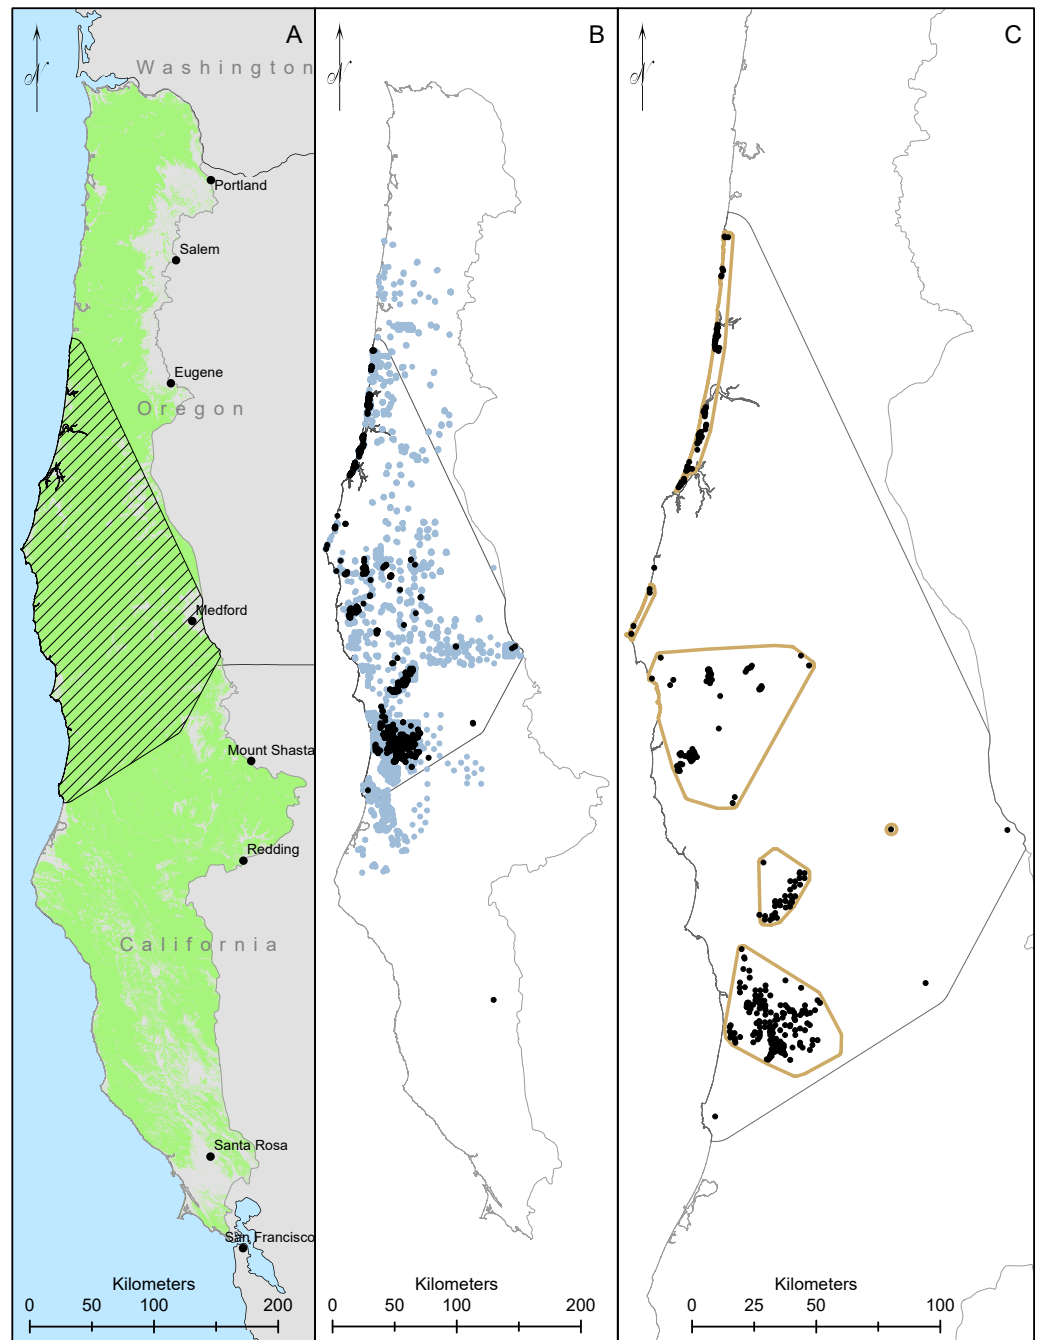 A
N
Washington
Portland
Salem
Eugene
Oregon
Medford
Mount Shasta
Redding
California
Santa Rosa
San Francisco
Kilometers
0 50 100 200
B
N
Kilometers
0 50 100 200
C
N
Kilometers
0 25 50 100